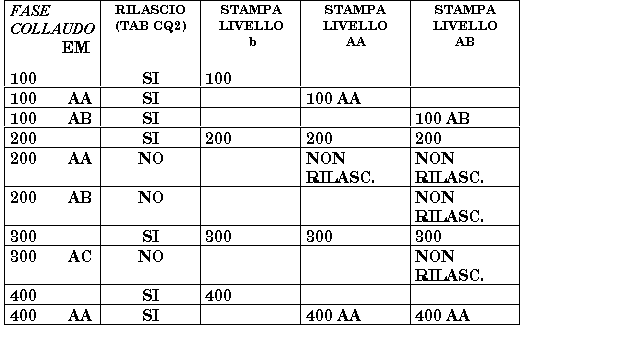 FASE
COLLAUDO
EM
RILASCIO
(TAB CQ2)
STAMPA
LIVELLO
b
STAMPA
LIVELLO
AA
STAMPA
LIVELLO
AB
100 SI 100
100 AA SI 100 AA
100 AB SI 100 AB
200 SI 200 200 200
200 AA NO NON NON
RILASC. RILASC.
200 AB NO NON
RILASC.
300 SI 300 300 300
300 AC NO NON
RILASC.
400 SI 400
400 AA SI 400 AA 400 AA